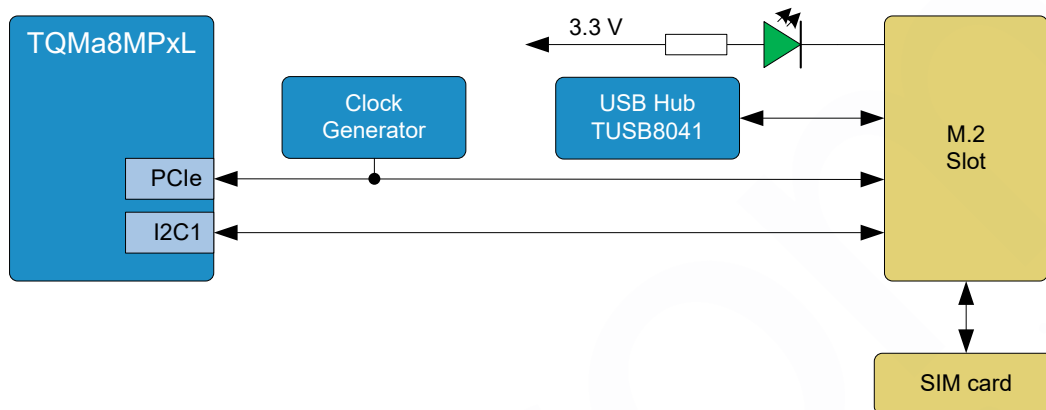 TQMa8MPxL
3.3 V
Clock
Generator
USB Hub
TUSB8041
M.2
Slot
PCIe
I2C1
SIM card